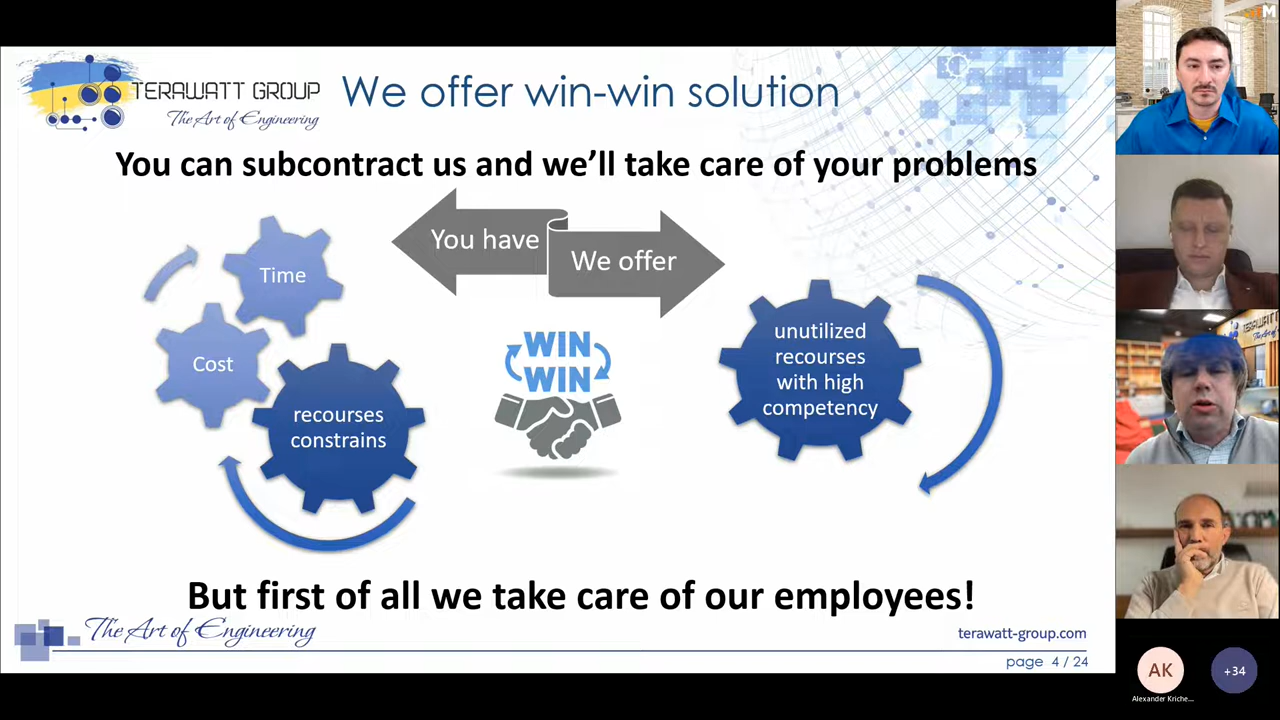 TERAWATT GROUP
The Art of Engineering
We offer win-win solution
You can subcontract us and we'll take care of your problems
You have
We offer
Time
Cost
recourses
constrains
WIN
WIN
unutilized
recourses
with high
competency
But first of all we take care of our employees!
The Art of Engineering
terawatt-group.com
page 4 / 24
TERAWATT
AK
Alexander Kriche...
+34